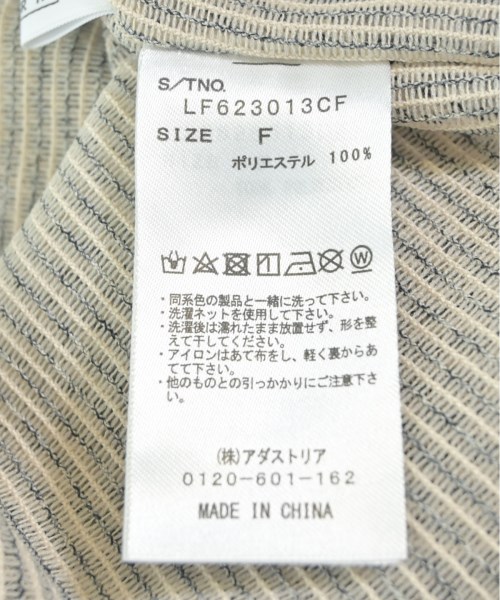 S/TNO.
LF623013CF
SIZE F
ポリエステル 100%
・同系色の製品と一緒に洗って下さい。
・洗濯ネットを使用して下さい。
・洗濯後は濡れたまま放置せず、形を整
えて干してください。
・アイロンはあて布をし、軽く裏からあ
てて下さい。
・他のものとの引っかかりにご注意下さ
い。
(株)アダストリア
0120-601-162
MADE IN CHINA